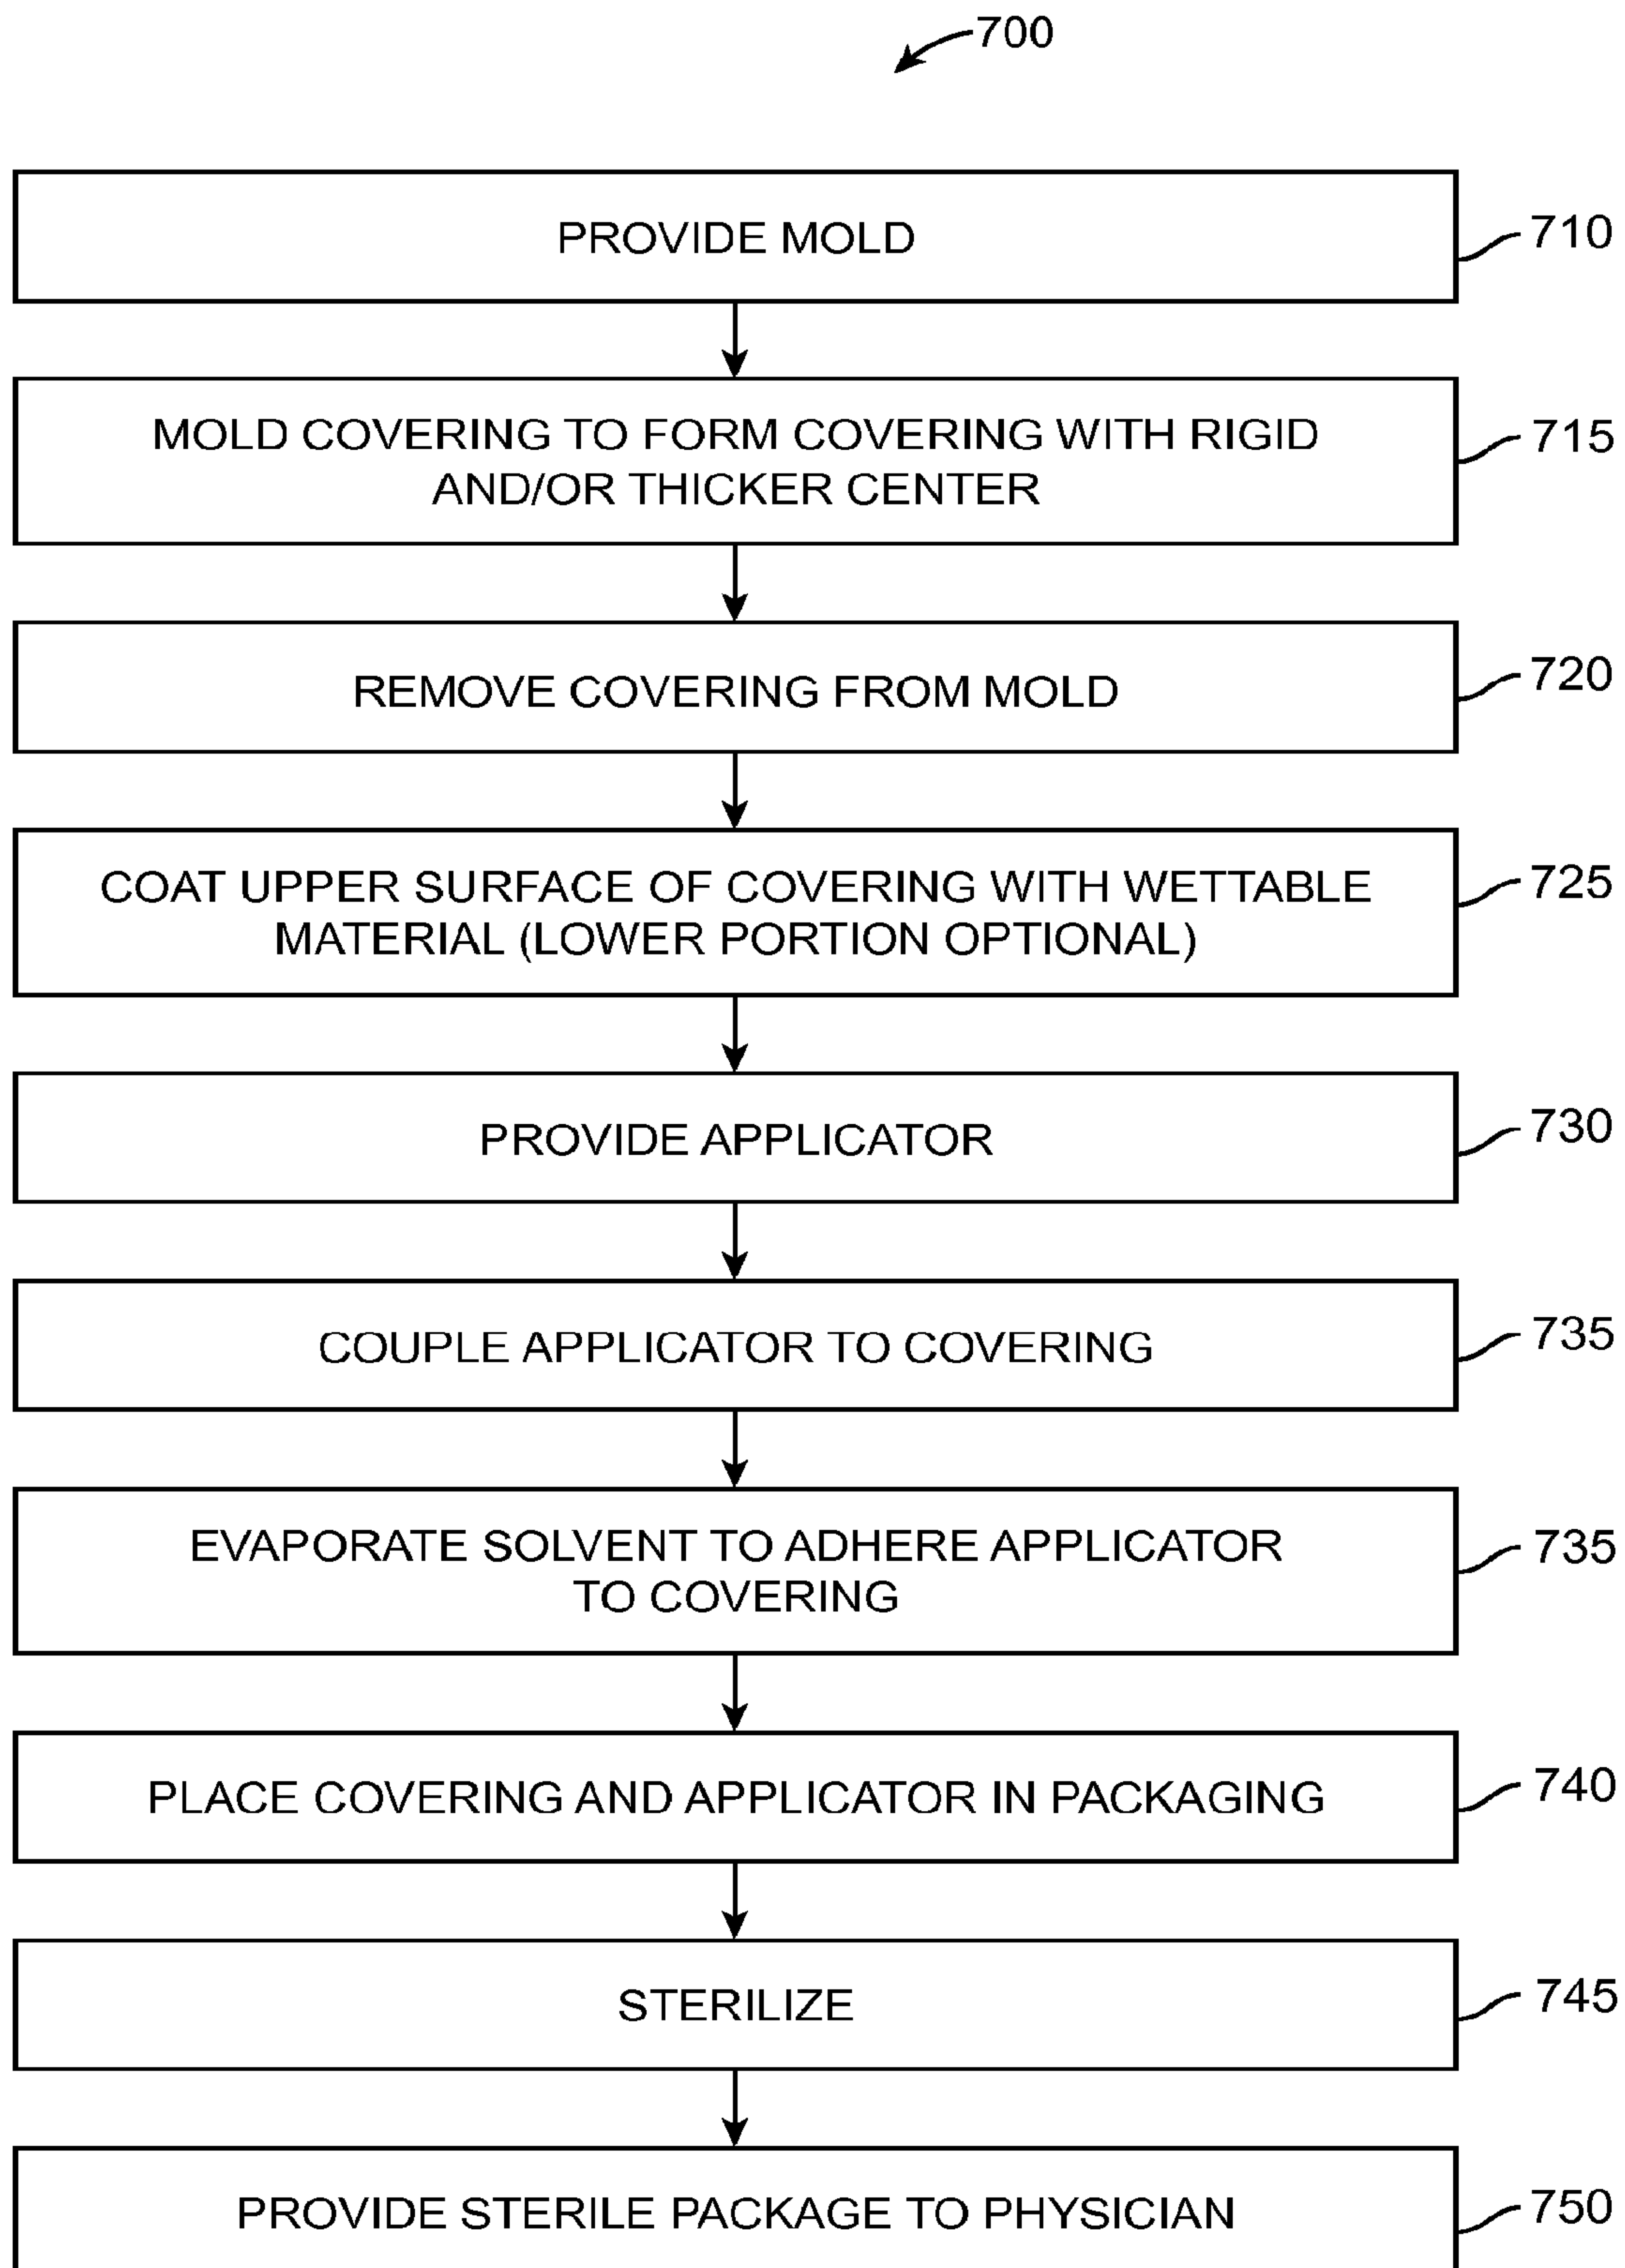 700
PROVIDE MOLD
710
MOLD COVERING TO FORM COVERING WITH RIGID
AND/OR THICKER CENTER
715
REMOVE COVERING FROM MOLD
720
COAT UPPER SURFACE OF COVERING WITH WETTABLE
MATERIAL (LOWER PORTION OPTIONAL)
725
PROVIDE APPLICATOR
730
COUPLE APPLICATOR TO COVERING
735
EVAPORATE SOLVENT TO ADHERE APPLICATOR
TO COVERING
735
PLACE COVERING AND APPLICATOR IN PACKAGING
740
STERILIZE
745
PROVIDE STERILE PACKAGE TO PHYSICIAN
750